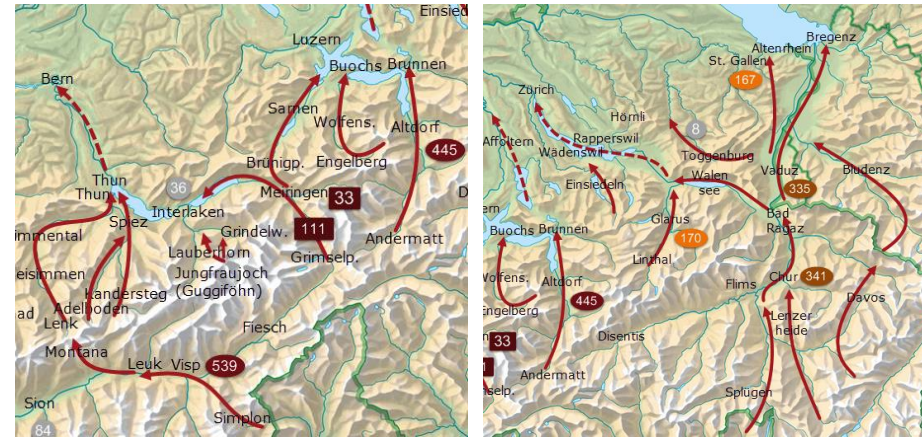 Einsied
Luzern
Buochs Brunnen
Bern
Sarnen
Wolfens.
Altdorf
445
Brünigp.
Engelberg
Thun
Thun
36
Meiringen
33
Interlaken
Spiez
Grindelw.
111
Andermatt
immental
Lauberhorn
Grimselp.
eisimmen
Jungfraujoch
(Guggiföhn)
Kandersteg
Adelboden
ad
Lenk
Fiesch
Montana
Leuk
Visp
539
Sion
Simplon
84
D
Bregenz
Altenrhein
St. Gallen
167
Zürich
Hörnli
8
Affoltern
Rapperswil
Wädenswil
Toggenburg
Walen
see
Vaduz
Bludenz
Einsiedeln
335
ern
Glarus
Bad
Ragaz
Buochs
Brunnen
170
Linthal
Wolfens.
Altdorf
Flims
Chur
341
Engelberg
445
Davos
Lenzer
heide
33
Disentis
1
nselp.
Andermatt
Splügen